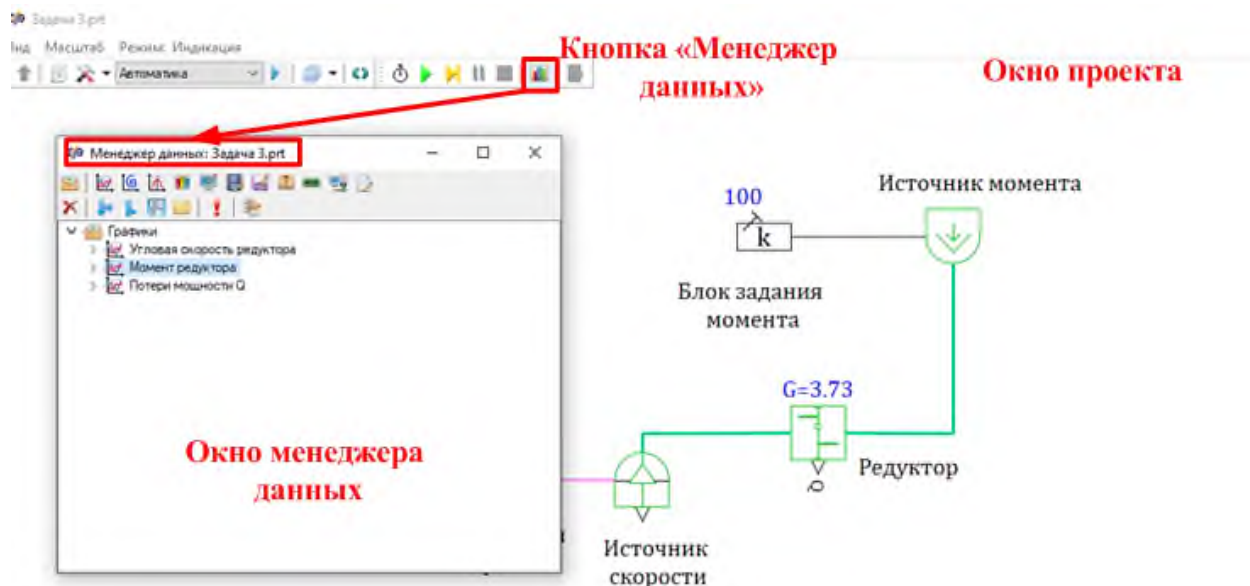 Задача 3.prt
Вид Масштаб Режим: Индикация
Автоматика
Кнопка «Менеджер
данных»
Окно проекта
Менеджер данных: Задача 3.prt
Графики
Угловая скорость редуктора
Момент редуктора
Потери мощности Q
Окно менеджера
данных
100
k
Источник момента
Блок задания
момента
G=3.73
Q
Редуктор
Источник
скорости